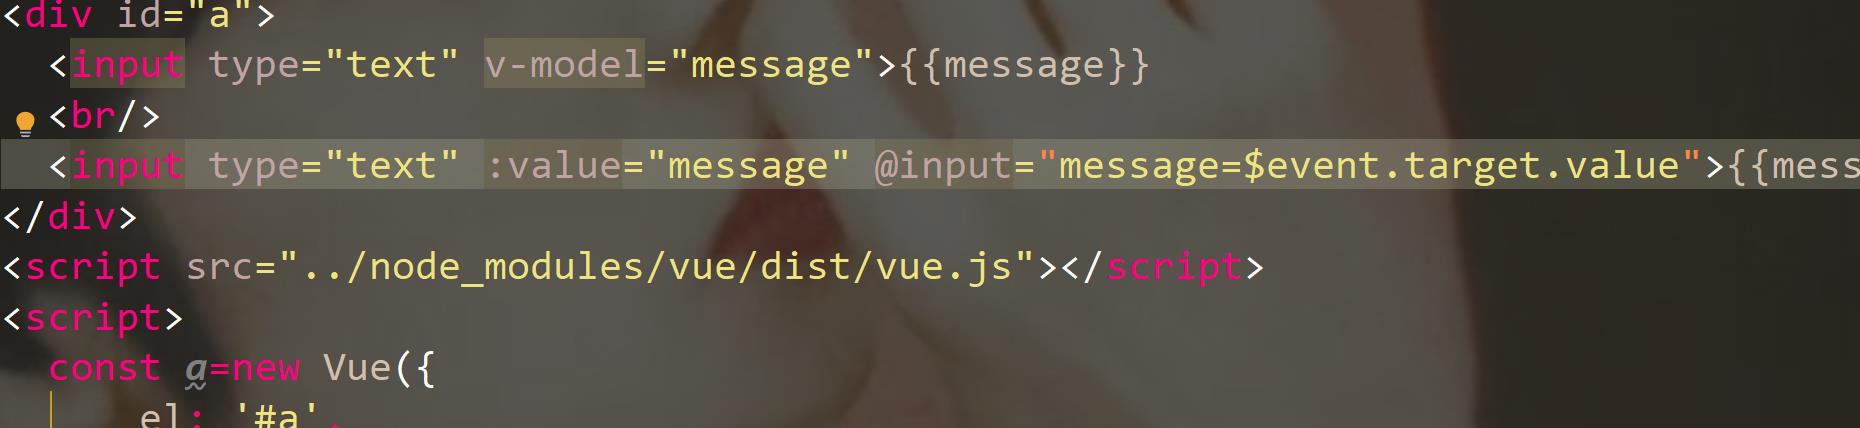 <div id="a">
<input type="text" v-model="message">{{message}}
<br/>
<input type="text" :value="message" @input="message=$event.target.value">{{mess
</div>
<script src="../node_modules/vue/dist/vue.js"></script>
<script>
const a=new Vue({
el: '#a',